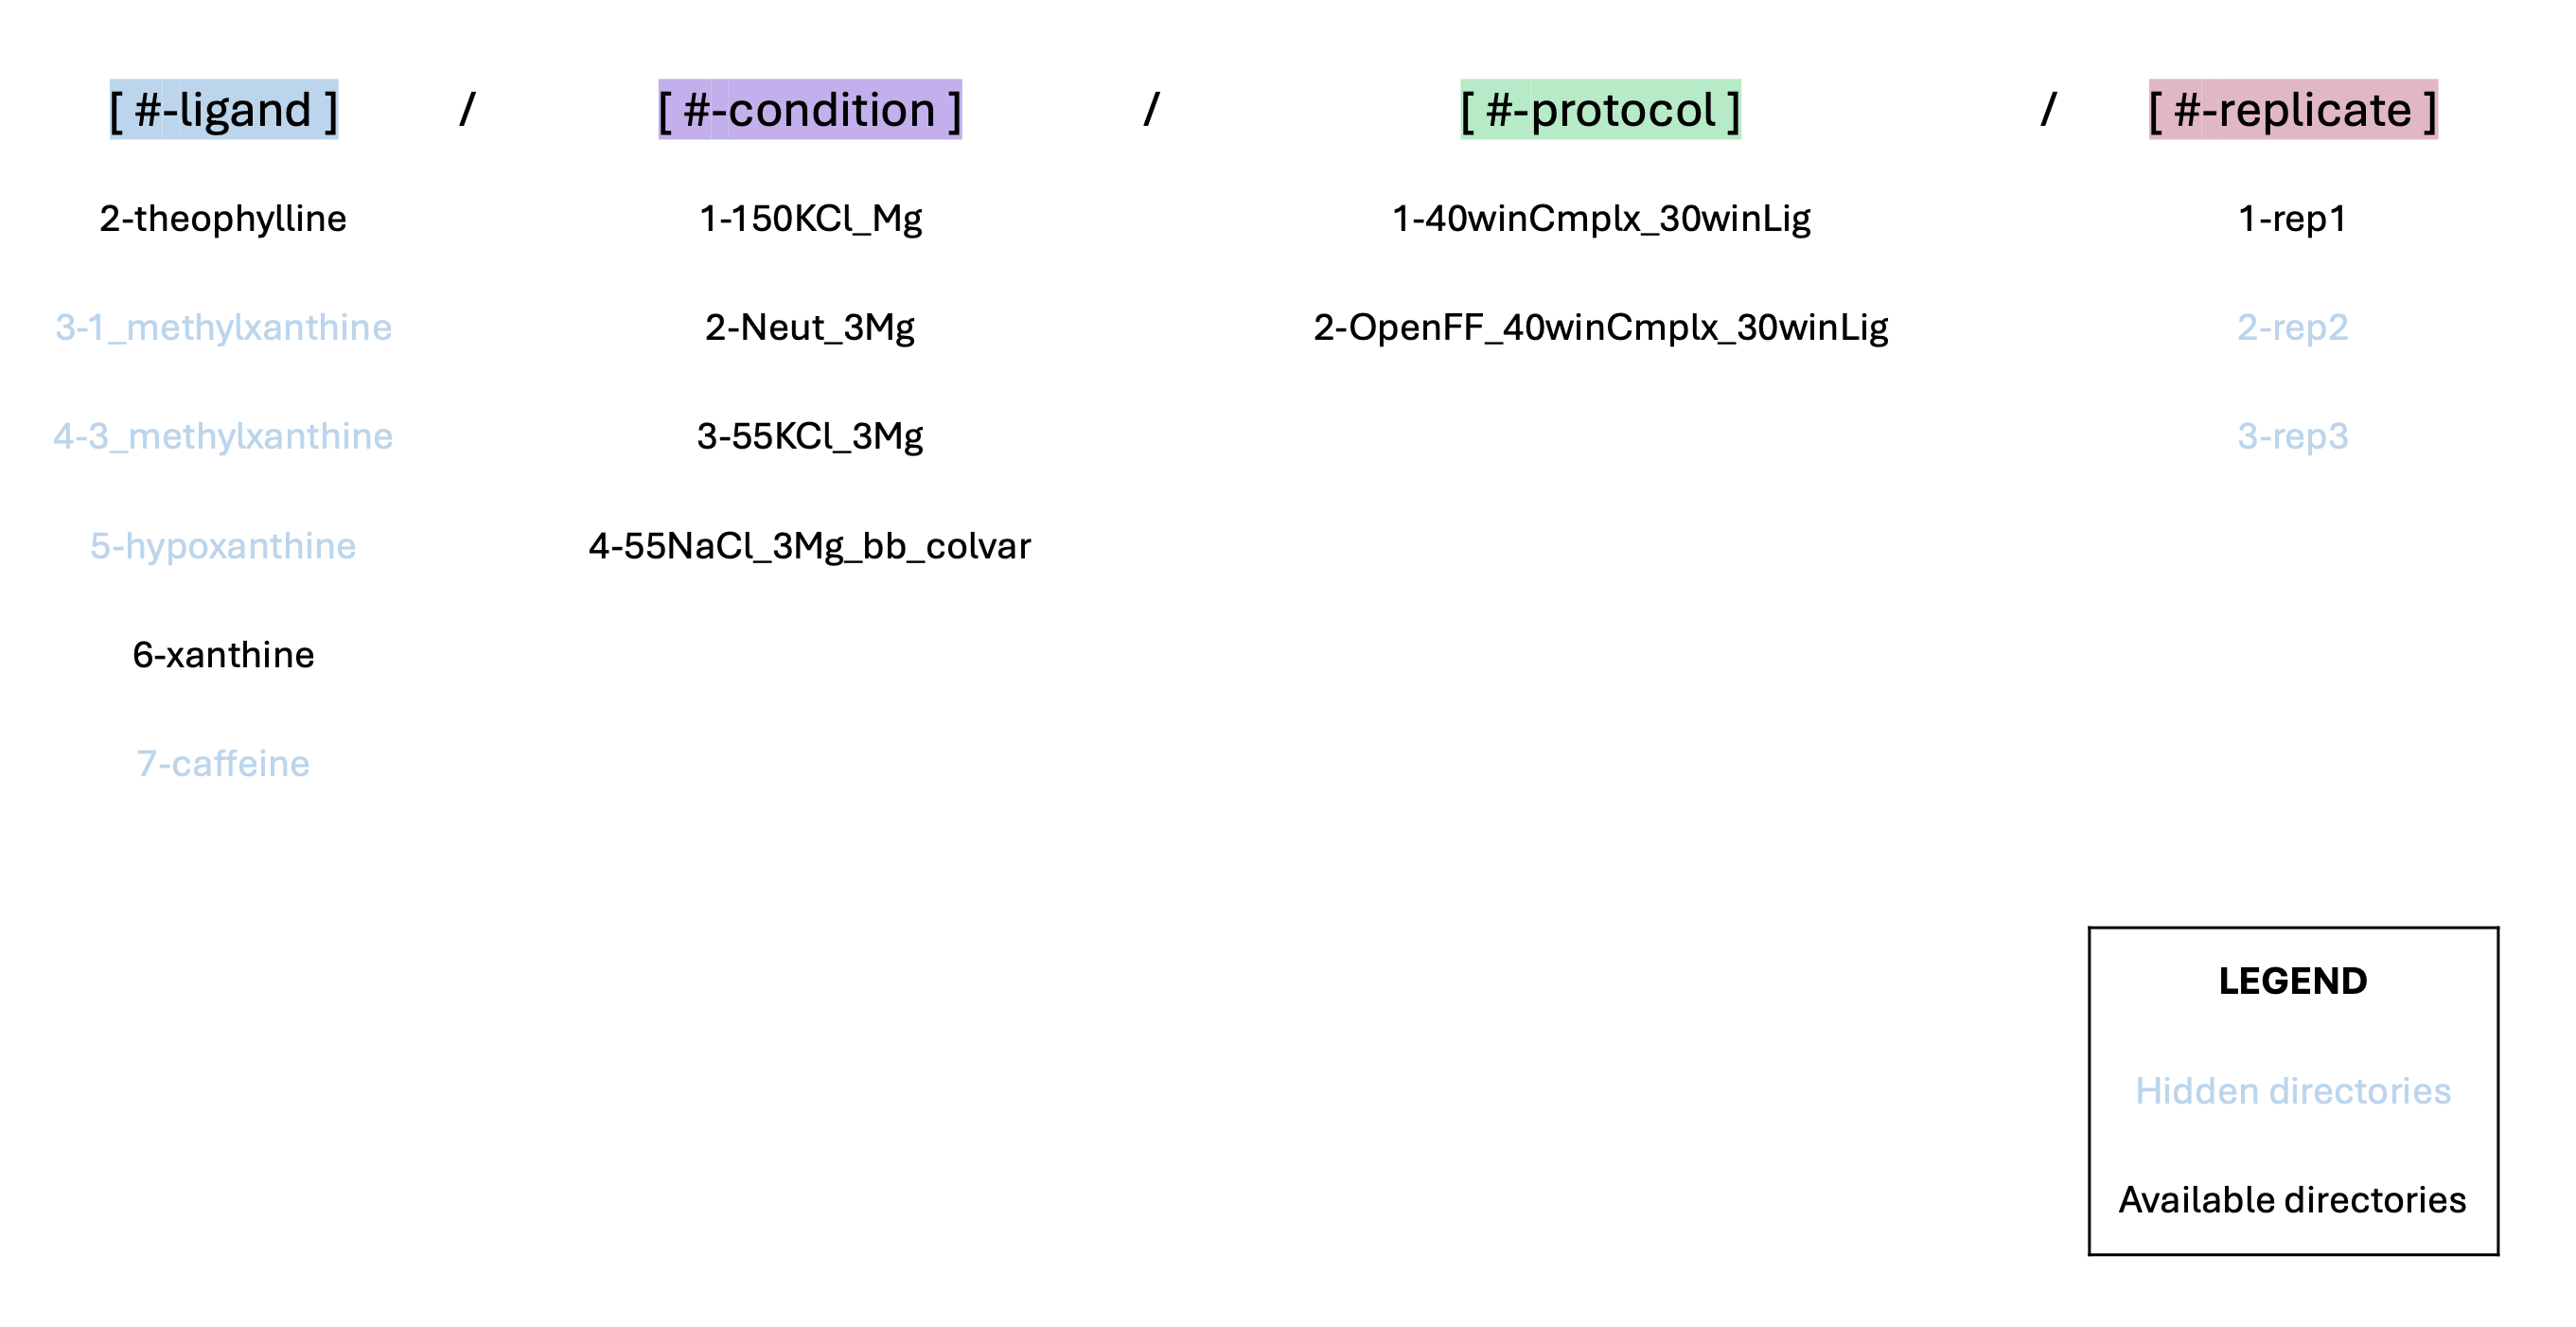 [ #-ligand ] / [ #-condition ] / [ #-protocol ] / [ #-replicate ]
2-theophylline 1-150KCl_Mg 1-40winCmplx_30winLig 1-rep1
3-1_methylxanthine 2-Neut_3Mg 2-OpenFF_40winCmplx_30winLig 2-rep2
4-3_methylxanthine 3-55KCl_3Mg 3-rep3
5-hypoxanthine 4-55NaCl_3Mg_bb_colvar
6-xanthine
7-caffeine
LEGEND
Hidden directories
Available directories